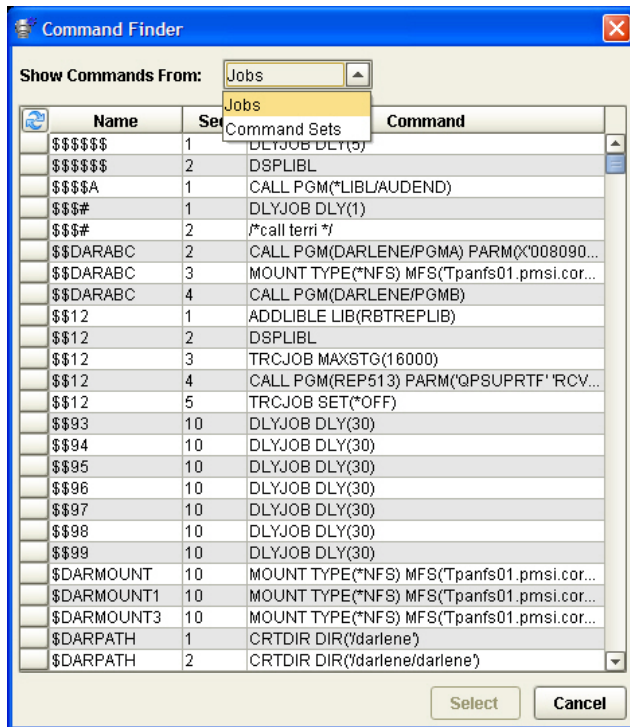 Command Finder
Show Commands From: Jobs
Jobs
Command Sets
Name Command
$$$$$$ 1 DLYJOB DLY(5)
$$$$$$ 2 DSPLIBL
$$$$A 1 CALL PGM(*LIBL/AUDEND)
$$$# 1 DLYJOB DLY(1)
$$$# 2 /*call terri */
$$DARABC 2 CALL PGM(DARLENE/PGMA) PARM(X'008090...
$$DARABC 3 MOUNT TYPE(*NFS) MFS('Tpanfs01.pmsi.cor...
$$DARABC 4 CALL PGM(DARLENE/PGMB)
$$12 1 ADDLIBLE LIB(RBTREPLIB)
$$12 2 DSPLIBL
$$12 3 TRCJOB MAXSTG(16000)
$$12 4 CALL PGM(REP513) PARM('QPSUPRTF' 'RCV...
$$12 5 TRCJOB SET(*OFF)
$$93 10 DLYJOB DLY(30)
$$94 10 DLYJOB DLY(30)
$$95 10 DLYJOB DLY(30)
$$96 10 DLYJOB DLY(30)
$$97 10 DLYJOB DLY(30)
$$98 10 DLYJOB DLY(30)
$$99 10 DLYJOB DLY(30)
$DARMOUNT 10 MOUNT TYPE(*NFS) MFS('Tpanfs01.pmsi.cor...
$DARMOUNT1 10 MOUNT TYPE(*NFS) MFS('Tpanfs01.pmsi.cor...
$DARMOUNT3 10 MOUNT TYPE(*NFS) MFS('Tpanfs01.pmsi.cor...
$DARPATH 1 CRTDIR DIR('/darlene')
$DARPATH 2 CRTDIR DIR('/darlene/darlene')
Select Cancel